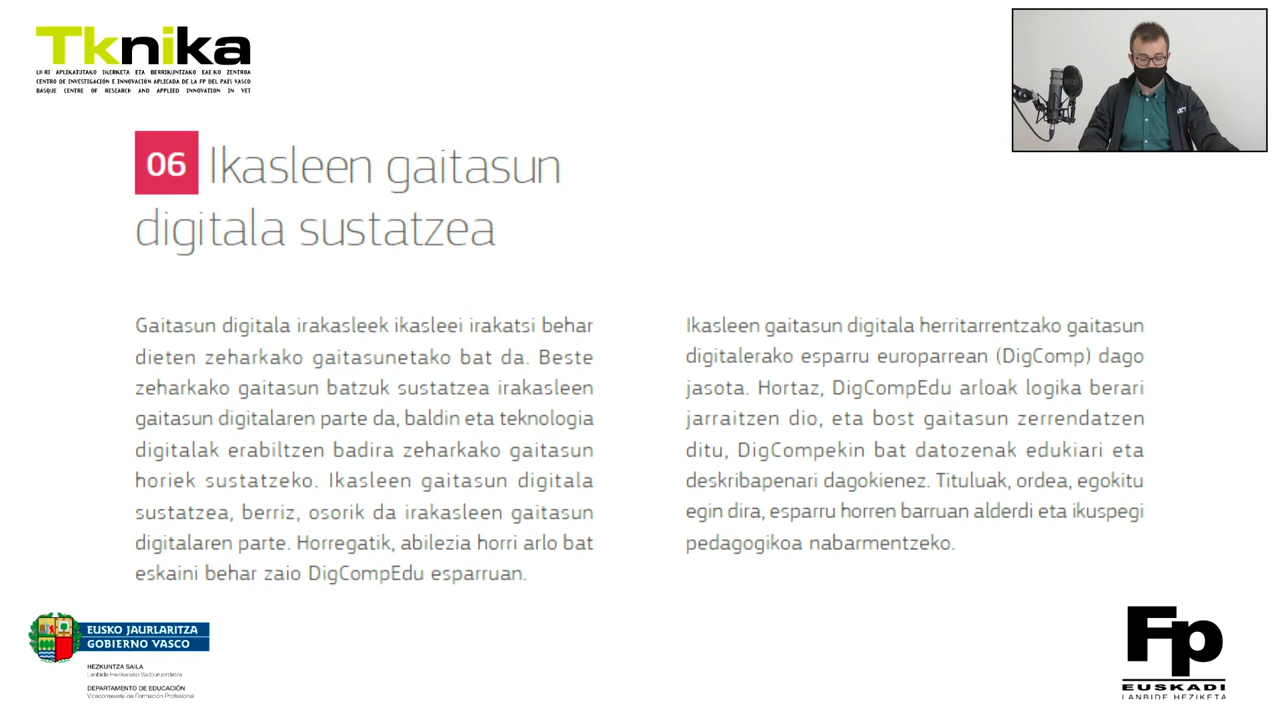 Tknika
LH-RI APLIKATUTAKO IKERKETA ETA BERRIKUNTZAKO EAEKO ZENTROA
CENTRO DE INVESTIGACIÓN E INNOVACIÓN APLICADA DE LA FP DEL PAÍS VASCO
BASQUE CENTRE OF RESEARCH AND APPLIED INNOVATION IN VET
06 Ikasleen gaitasun
digitala sustatzea
Gaitasun digitala irakasleek ikasleei irakatsi behar
dieten zeharkako gaitasunetako bat da. Beste
zeharkako gaitasun batzuk sustatzea irakasleen
gaitasun digitalaren parte da, baldin eta teknologia
digitalak erabiltzen badira zeharkako gaitasun
horiek sustatzeko. Ikasleen gaitasun digitala
sustatzea, berriz, osorik da irakasleen gaitasun
digitalaren parte. Horregatik, abilezia horri arlo bat
eskaini behar zaio DigCompEdu esparruan.
Ikasleen gaitasun digitala herritarrentzako gaitasun
digitalerako esparru europarrean (DigComp) dago
jasota. Hortaz, DigCompEdu arloak logika berari
jarraitzen dio, eta bost gaitasun zerrendatzen
ditu, DigCompekin bat datozenak edukiari eta
deskribapenari dagokienez. Tituluak, ordea, egokitu
egin dira, esparru horren barruan alderdi eta ikuspegi
pedagogikoa nabarmentzeko.
EUSKO JAURLARITZA
GOBIERNO VASCO
HEZKUNTZA SAILA
Lanbide Heziketako Sailburuordetza
DEPARTAMENTO DE EDUCACIÓN
Viceconsejería de Formación Profesional
Fp
EUSKADI
LANBIDE HEZIKETA